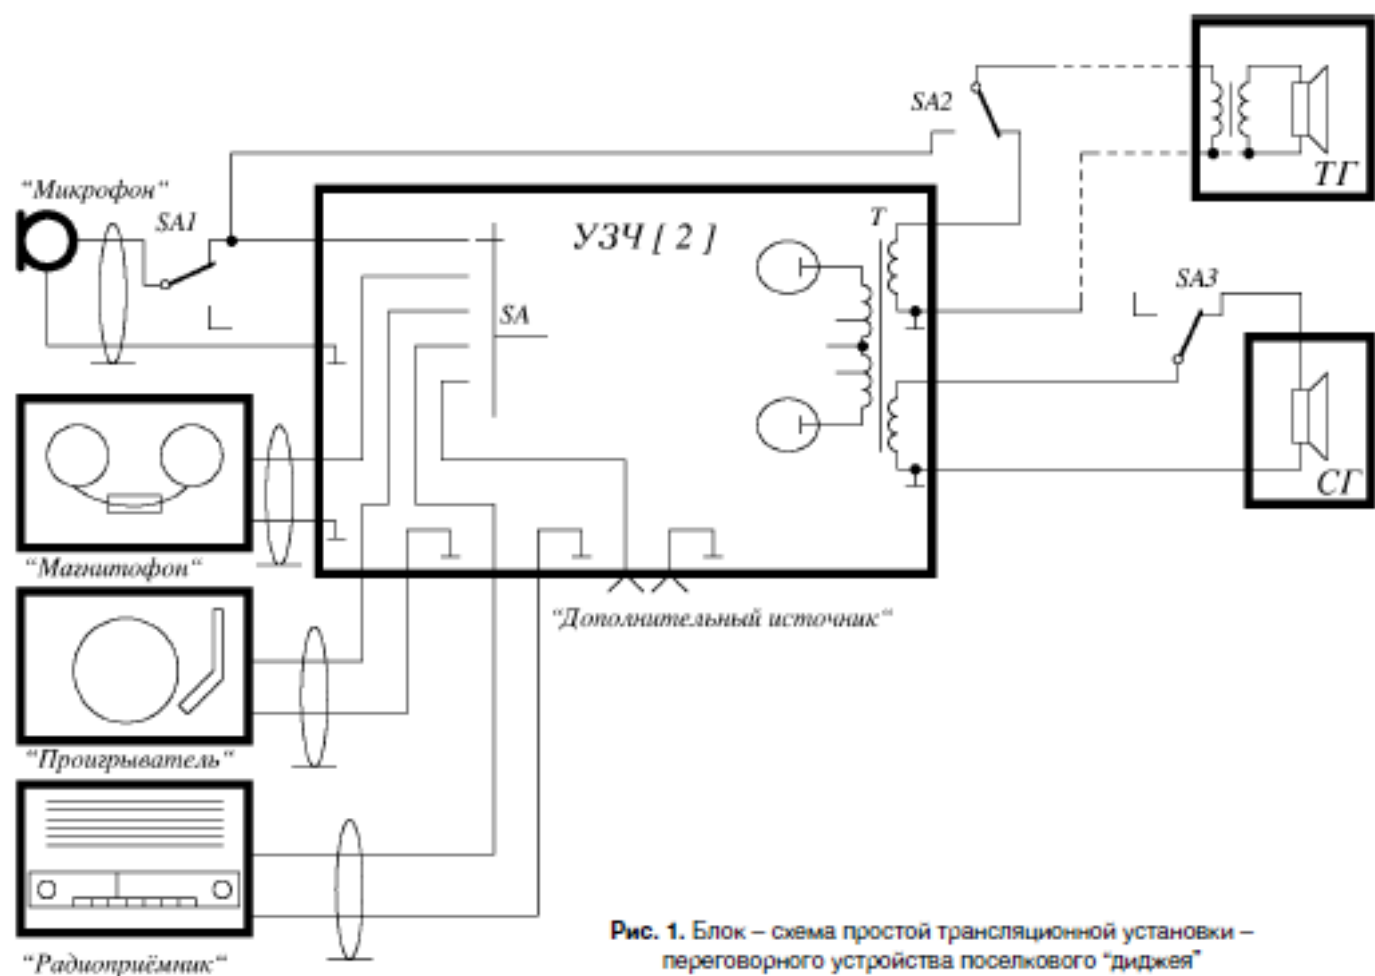 SA2
ТГ
“Микрофон“
SA1
УЗЧ [ 2 ]
T
SA3
SA
СГ
“Магнитофон“
“Дополнительный источник“
“Проигрыватель“
“Радиоприёмник“
Рис. 1. Блок – схема простой трансляционной установки –
переговорного устройства поселкового “диджея”